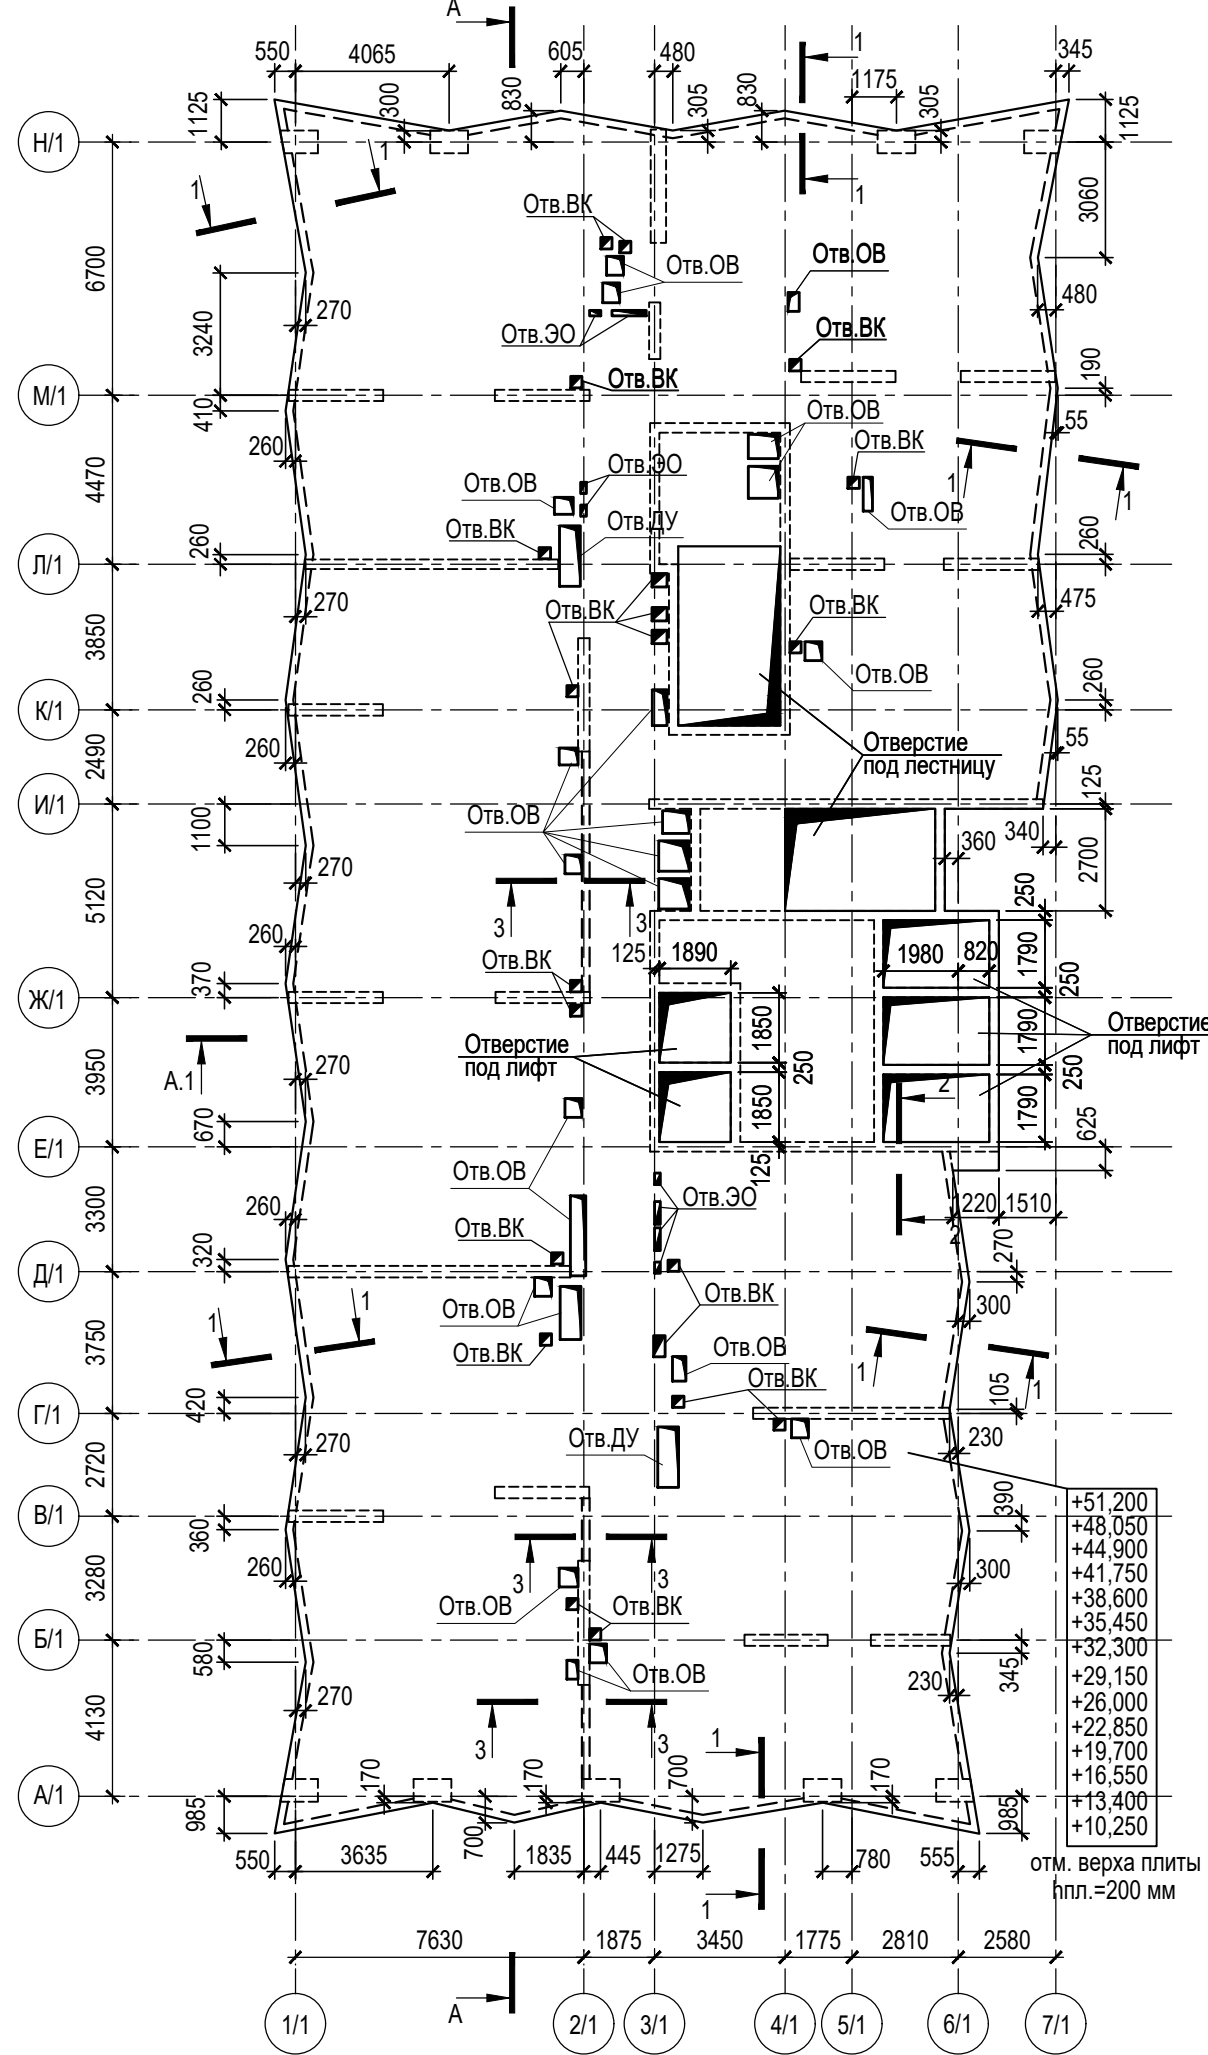 А
1
550
4065
605
480
345
1125
300
830
305
830
1175
305
1125
Н/1
1
1
1
3060
Отв.ВК
6700
Отв.ОВ
Отв.ОВ
270
480
3240
Отв.ЭО
Отв.ВК
190
М/1
Отв.ВК
410
Отв.ОВ
55
260
Отв.ВК
4470
Отв.ЭО
Отв.ОВ
1
1
Отв.ОВ
Отв.ДУ
Отв.ВК
260
260
Л/1
270
475
Отв.ВК
Отв.ВК
3850
Отв.ОВ
260
260
К/1
260
Отверстие
под лестницу
55
2490
125
И/1
Отв.ОВ
1100
360
340
2700
270
5120
250
3
3
260
125
1890
1980
820
1790
Отв.ВК
370
250
Ж/1
1850
Отверстие
под лифт
1790
Отверстие
под лифт
3950
А.1
270
250
250
2
1850
1790
670
625
Е/1
125
Отв.ОВ
Отв.ЭО
3300
260
220
1510
Отв.ВК
2
320
270
Д/1
Отв.ВК
Отв.ОВ
300
1
1
3750
Отв.ВК
Отв.ОВ
Отв.ВК
1
1
420
105
Г/1
270
Отв.ДУ
Отв.ОВ
230
2720
390
В/1
360
260
3
3
300
3280
Отв.ОВ
Отв.ВК
Б/1
580
Отв.ОВ
230
345
270
4130
3
3
1
А/1
170
170
700
170
985
700
985
550
3635
1835
445
1275
780
555
1
+51,200
+48,050
+44,900
+41,750
+38,600
+35,450
+32,300
+29,150
+26,000
+22,850
+19,700
+16,550
+13,400
+10,250
отм. верха плиты
hпл.=200 мм
7630
1875
3450
1775
2810
2580
А
1/1
2/1
3/1
4/1
5/1
6/1
7/1